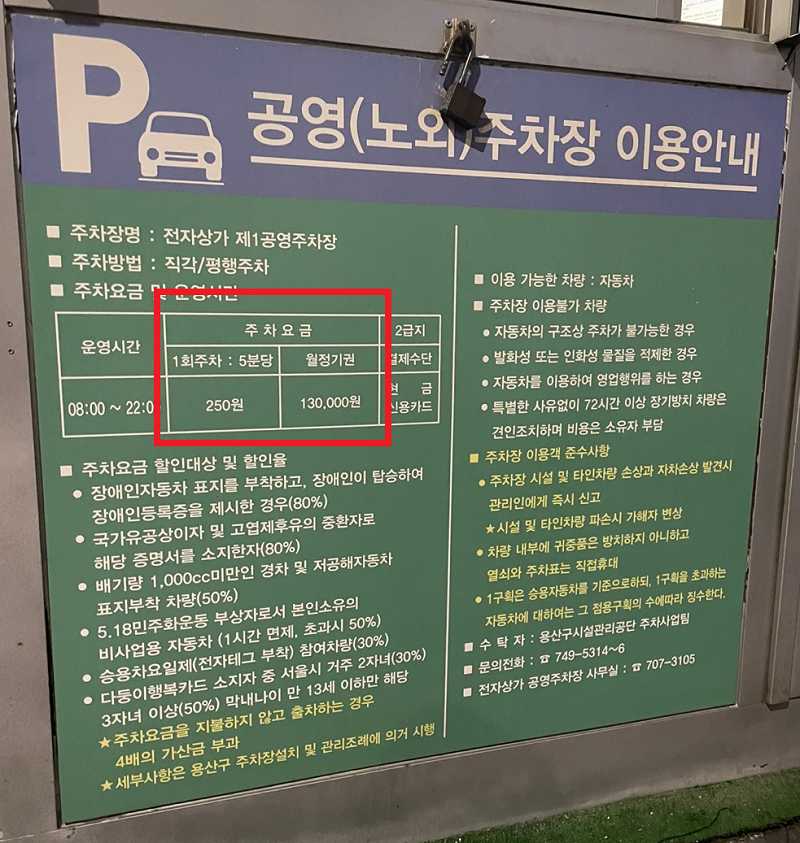 P 공영(노외)주차장 이용안내
■ 주차장명 : 전자상가 제1공영주차장
■ 주차방법 : 직각/평행주차
■ 주차요금 및 운영시간
운영시간 주차요금 2급지
1회주차 : 5분당 월정기권 결제수단
08:00 ~ 22:00 250원 130,000원 현 금
신용카드
■ 주차요금 할인대상 및 할인율
● 장애인자동차 표지를 부착하고, 장애인이 탑승하여
장애인등록증을 제시한 경우(80%)
● 국가유공상이자 및 고엽제후유의 중환자로
해당 증명서를 소지한자(80%)
● 배기량 1,000cc미만인 경차 및 저공해자동차
표지부착 차량(50%)
● 5.18민주화운동 부상자로서 본인소유의
비사업용 자동차 (1시간 면제, 초과시 50%)
● 승용차요일제(전자테그 부착) 참여차량(30%)
● 다둥이행복카드 소지자 중 서울시 거주 2자녀(30%)
3자녀 이상(50%) 막내나이 만 13세 이하만 해당
★주차요금을 지불하지 않고 출차하는 경우
4배의 가산금 부과
★세부사항은 용산구 주차장설치 및 관리조례에 의거 시행
■ 이용 가능한 차량 : 자동차
■ 주차장 이용불가 차량
● 자동차의 구조상 주차가 불가능한 경우
● 발화성 또는 인화성 물질을 적재한 경우
● 자동차를 이용하여 영업행위를 하는 경우
● 특별한 사유없이 72시간 이상 장기방치 차량은
견인조치하며 비용은 소유자 부담
■ 주차장 이용객 준수사항
● 주차장 시설 및 타인차량 손상과 자차손상 발견시
관리인에게 즉시 신고
★시설 및 타인차량 파손시 가해자 변상
● 차량 내부에 귀중품은 방치하지 아니하고
열쇠와 주차표는 직접휴대
● 1구획은 승용자동차를 기준으로하되, 1구획을 초과하는
자동차에 대하여는 그 점용구획의 수에따라 징수한다.
■ 수 탁 자 : 용산구시설관리공단 주차사업팀
■ 문의전화 : ☎ 749-5314~6
■ 전자상가 공영주차장 사무실 : ☎ 707-3105